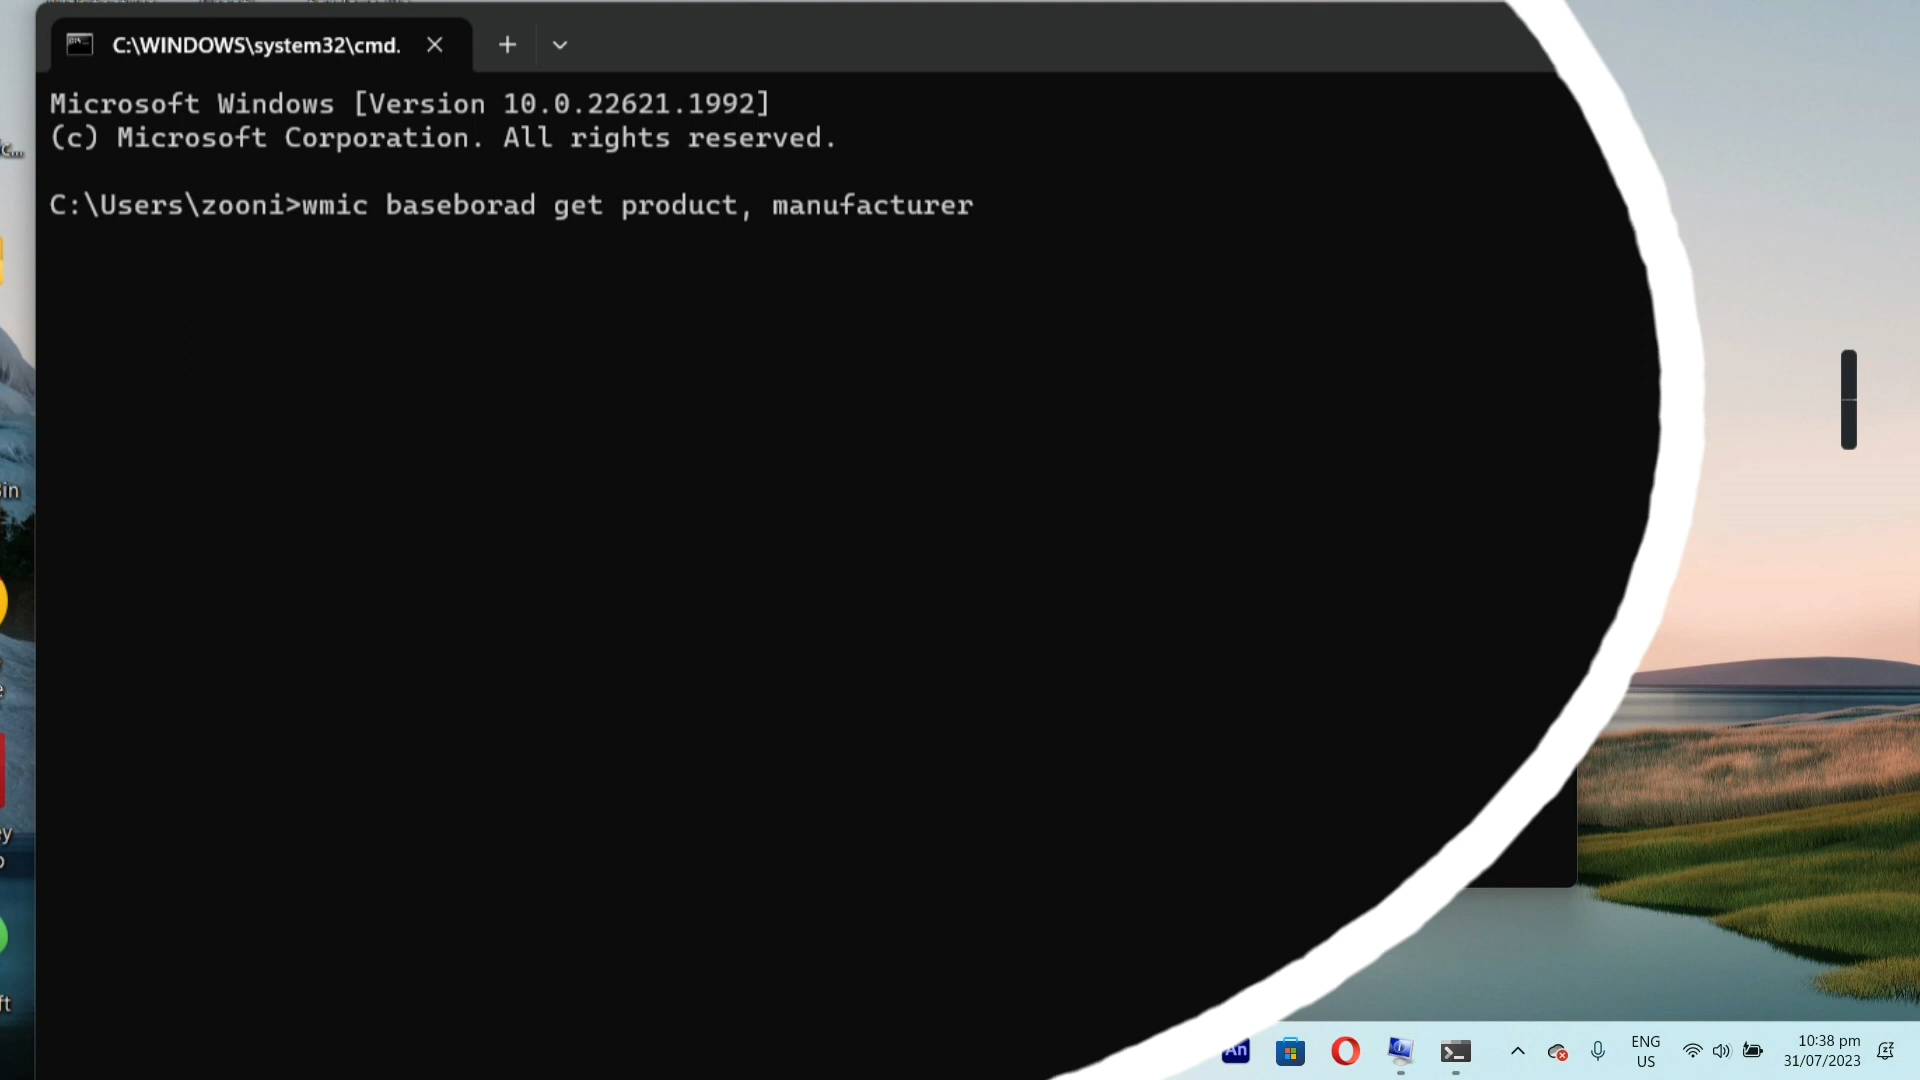 C:\WINDOWS\system32\cmd.
Microsoft Windows [Version 10.0.22621.1992]
(c) Microsoft Corporation. All rights reserved.
C:\Users\zooni>wmic baseborad get product, manufacturer
An
ENG
US
10:38 pm
31/07/2023